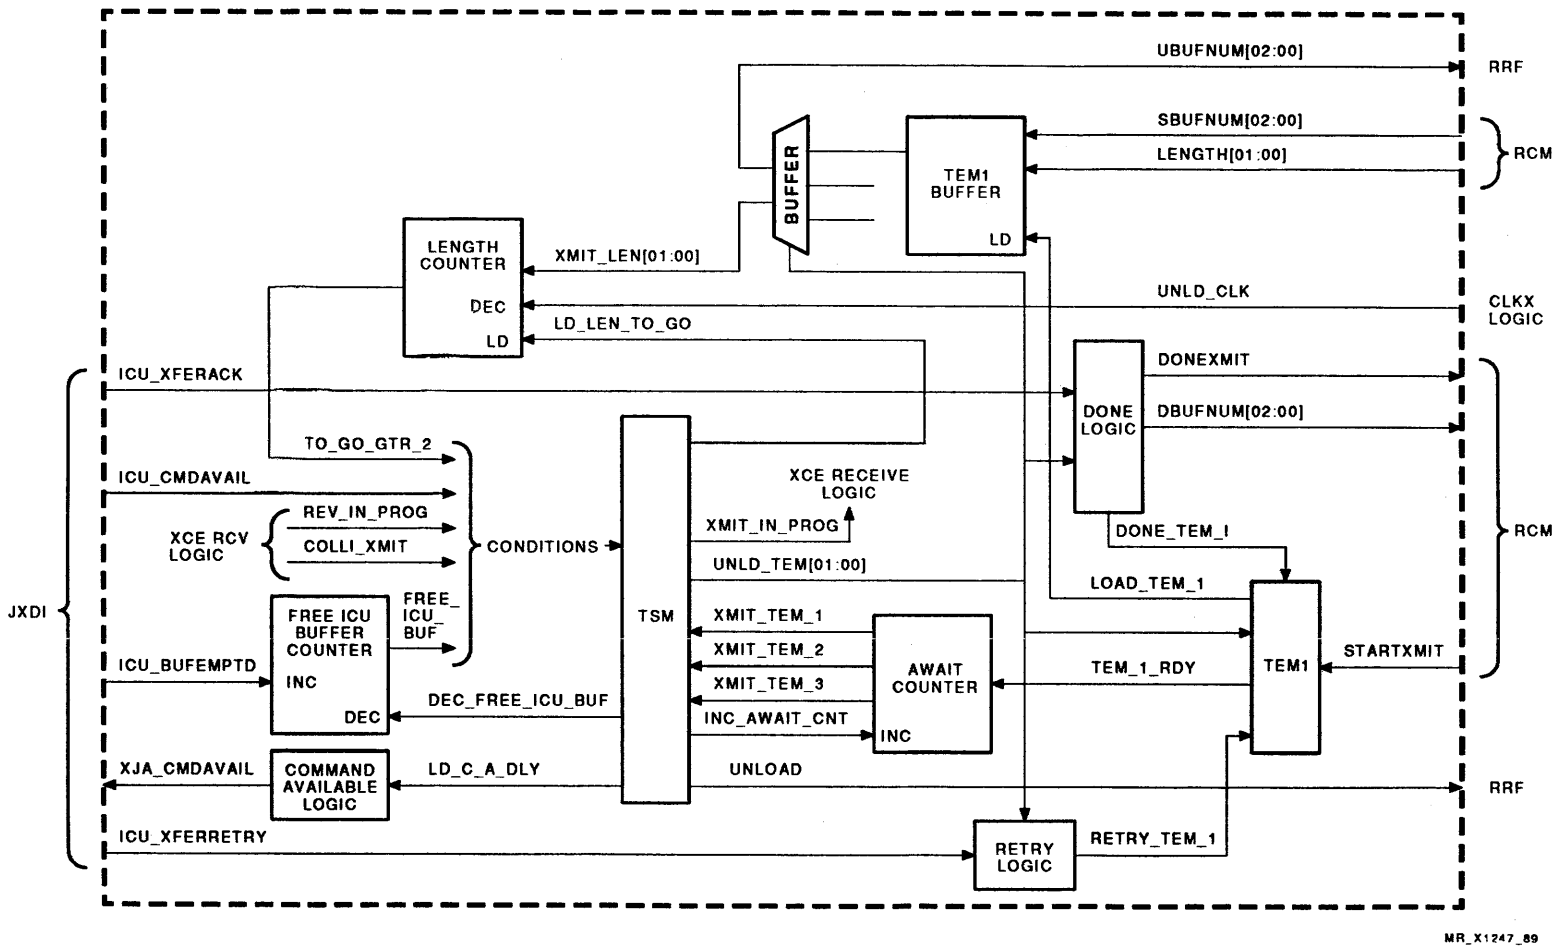 UBUFNUM[02:00]
RRF
SBUFNUM[02:00]
LENGTH[01:00]
RCM
BUFFER
TEM1
BUFFER
LD
LENGTH
COUNTER
DEC
LD
XMIT_LEN[01:00]
UNLD_CLK
CLKX
LOGIC
LD_LEN_TO_GO
ICU_XFERACK
DONE
LOGIC
DONEXMIT
DBUFNUM[02:00]
RCM
TO_GO_GTR_2
ICU_CMDAVAIL
XCE RCV
LOGIC
REV_IN_PROG
COLLI_XMIT
CONDITIONS
XCE RECEIVE
LOGIC
XMIT_IN_PROG
UNLD_TEM[01:00]
DONE_TEM_I
LOAD_TEM_1
JXDI
FREE ICU
BUFFER
COUNTER
INC
DEC
FREE_
ICU_
BUF
TSM
XMIT_TEM_1
XMIT_TEM_2
XMIT_TEM_3
INC_AWAIT_CNT
AWAIT
COUNTER
INC
TEM_1_RDY
TEM1
STARTXMIT
ICU_BUFEMPTD
DEC_FREE_ICU_BUF
XJA_CMDAVAIL
COMMAND
AVAILABLE
LOGIC
LD_C_A_DLY
UNLOAD
RRF
ICU_XFERRETRY
RETRY
LOGIC
RETRY_TEM_1
MR_X1247_89